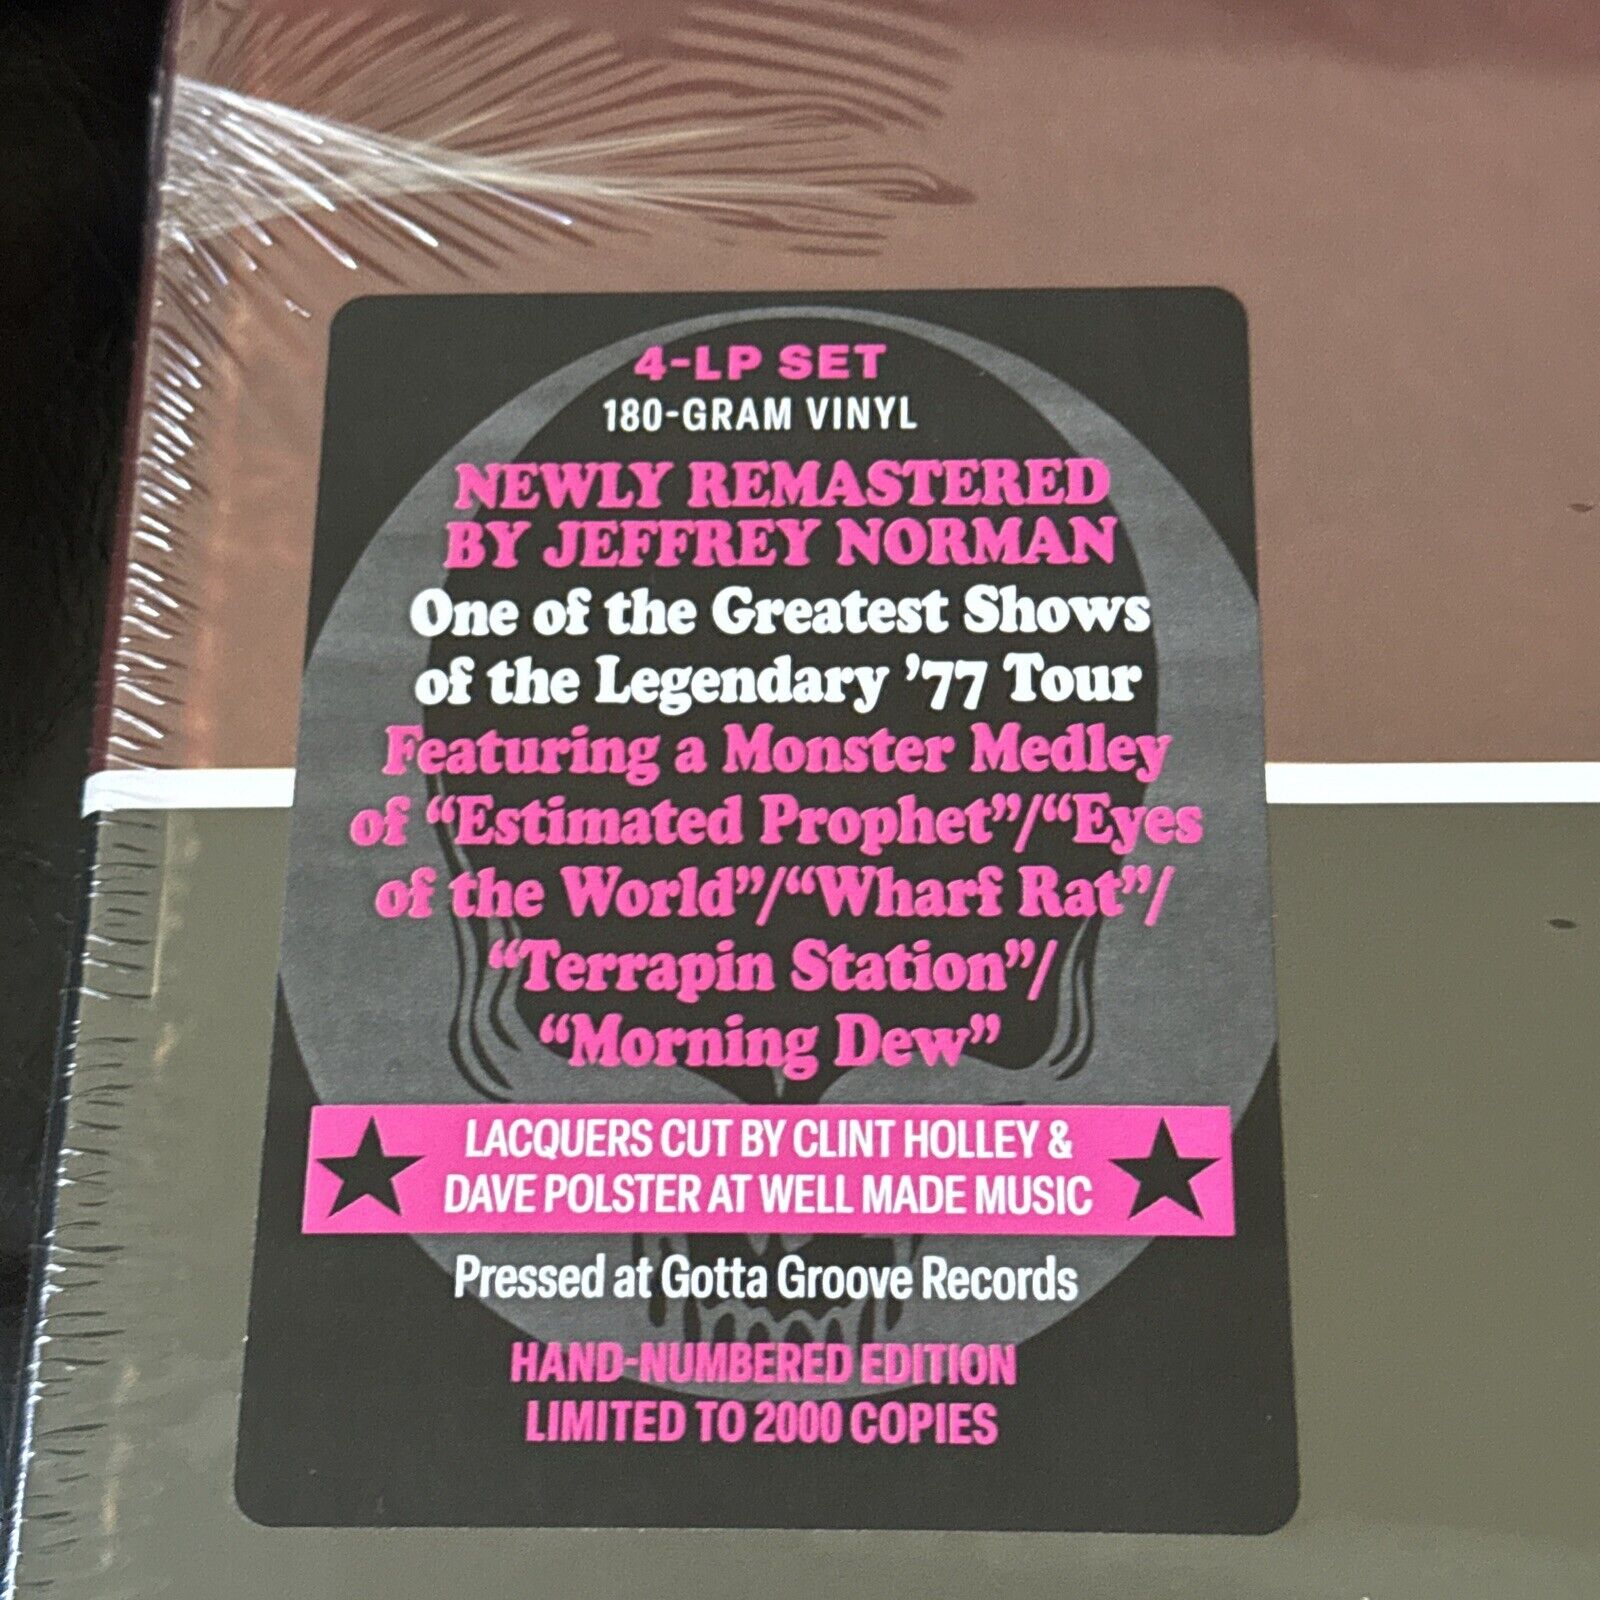 4-LP SET
180-GRAM VINYL
NEWLY REMASTERED
BY JEFFREY NORMAN
One of the Greatest Shows
of the Legendary ’77 Tour
Featuring a Monster Medley
of “Estimated Prophet”/“Eyes
of the World”/“Wharf Rat”/
“Terrapin Station”/
“Morning Dew”
LACQUERS CUT BY CLINT HOLLEY &
DAVE POLSTER AT WELL MADE MUSIC
Pressed at Gotta Groove Records
HAND-NUMBERED EDITION
LIMITED TO 2000 COPIES